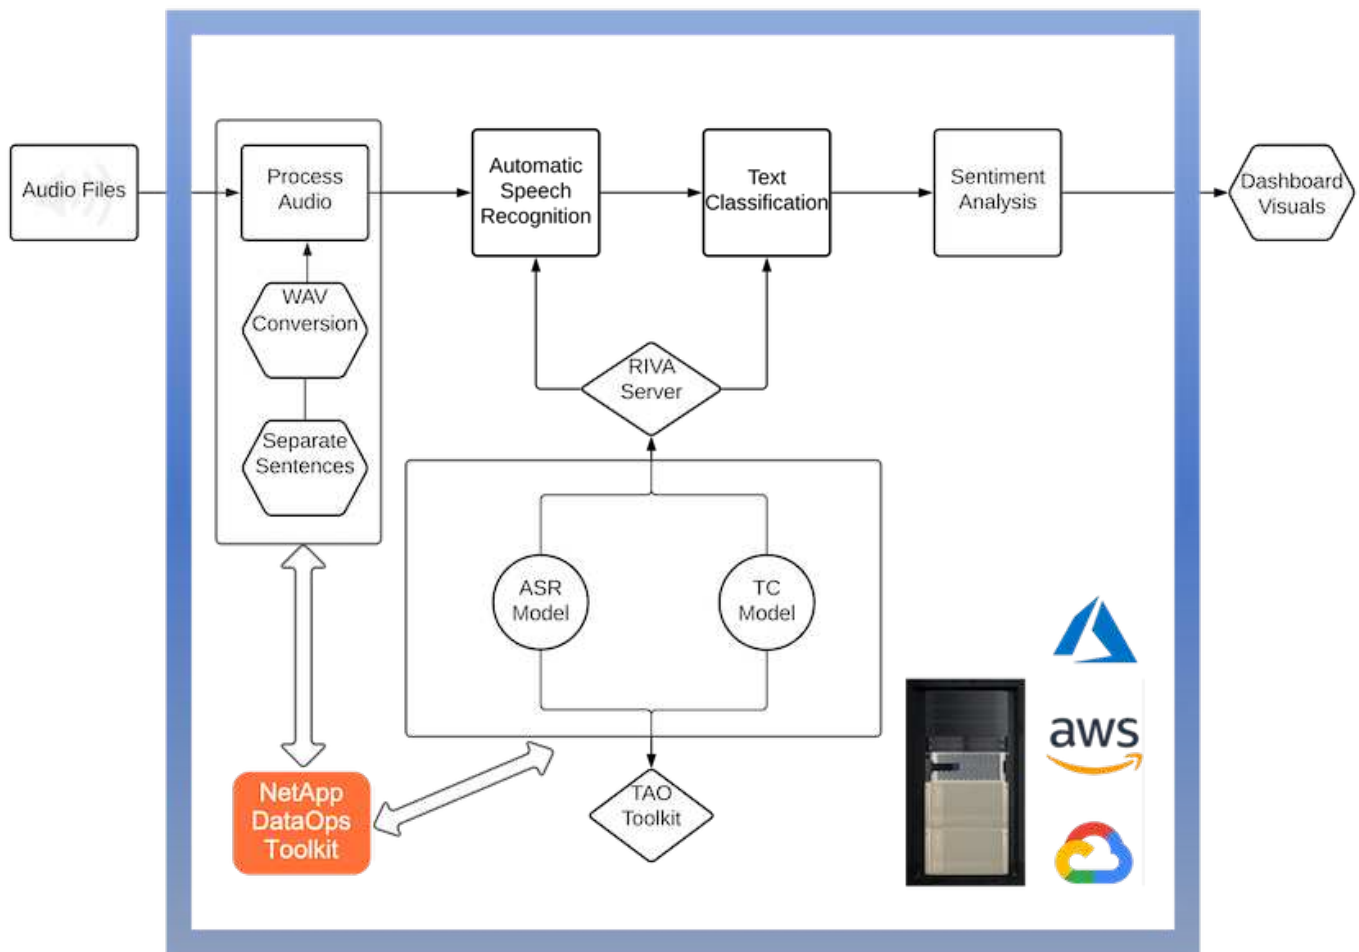 Audio Files
Process
Audio
Automatic
Speech
Recognition
Text
Classification
Sentiment
Analysis
Dashboard
Visuals
WAV
Conversion
Separate
Sentences
RIVA
Server
ASR
Model
TC
Model
NetApp
DataOps
Toolkit
TAO
Toolkit
aws